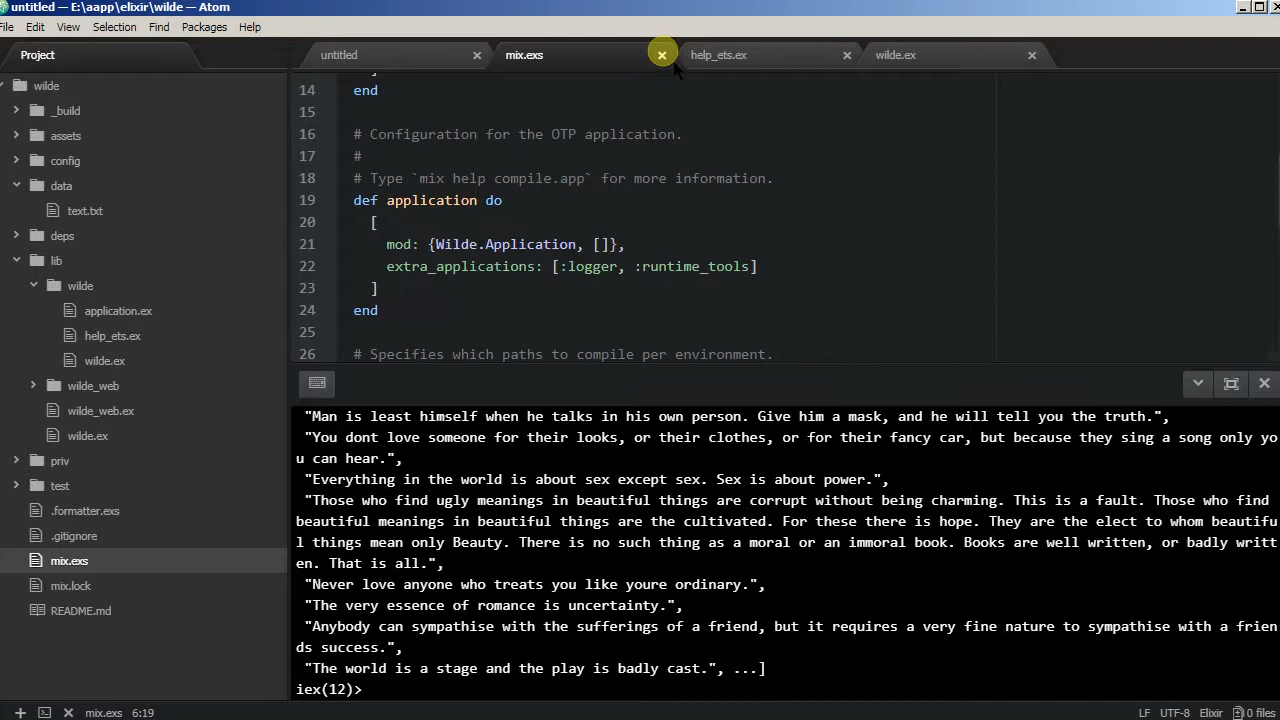 untitled — E:\aapp\elixir\wilde — Atom
File Edit View Selection Find Packages Help
Project
untitled
mix.exs
help_ets.ex
wilde.ex
wilde
_build
assets
config
data
text.txt
deps
lib
wilde
application.ex
help_ets.ex
wilde.ex
wilde_web
wilde_web.ex
wilde.ex
priv
test
.formatter.exs
.gitignore
mix.exs
mix.lock
README.md
]
14 end
15
16 # Configuration for the OTP application.
17 #
18 # Type `mix help compile.app` for more information.
19 def application do
20 [
21 mod: {Wilde.Application, []},
22 extra_applications: [:logger, :runtime_tools]
23 ]
24 end
25
26 # Specifies which paths to compile per environment.
"Man is least himself when he talks in his own person. Give him a mask, and he will tell you the truth.",
"You dont love someone for their looks, or their clothes, or for their fancy car, but because they sing a song only yo
u can hear.",
"Everything in the world is about sex except sex. Sex is about power.",
"Those who find ugly meanings in beautiful things are corrupt without being charming. This is a fault. Those who find
beautiful meanings in beautiful things are the cultivated. For these there is hope. They are the elect to whom beautifu
l things mean only Beauty. There is no such thing as a moral or an immoral book. Books are well written, or badly writt
en. That is all.",
"Never love anyone who treats you like youre ordinary.",
"The very essence of romance is uncertainty.",
"Anybody can sympathise with the sufferings of a friend, but it requires a very fine nature to sympathise with a frien
ds success.",
"The world is a stage and the play is badly cast.", ...]
iex(12)>
mix.exs 6:19
LF UTF-8 Elixir 0 files